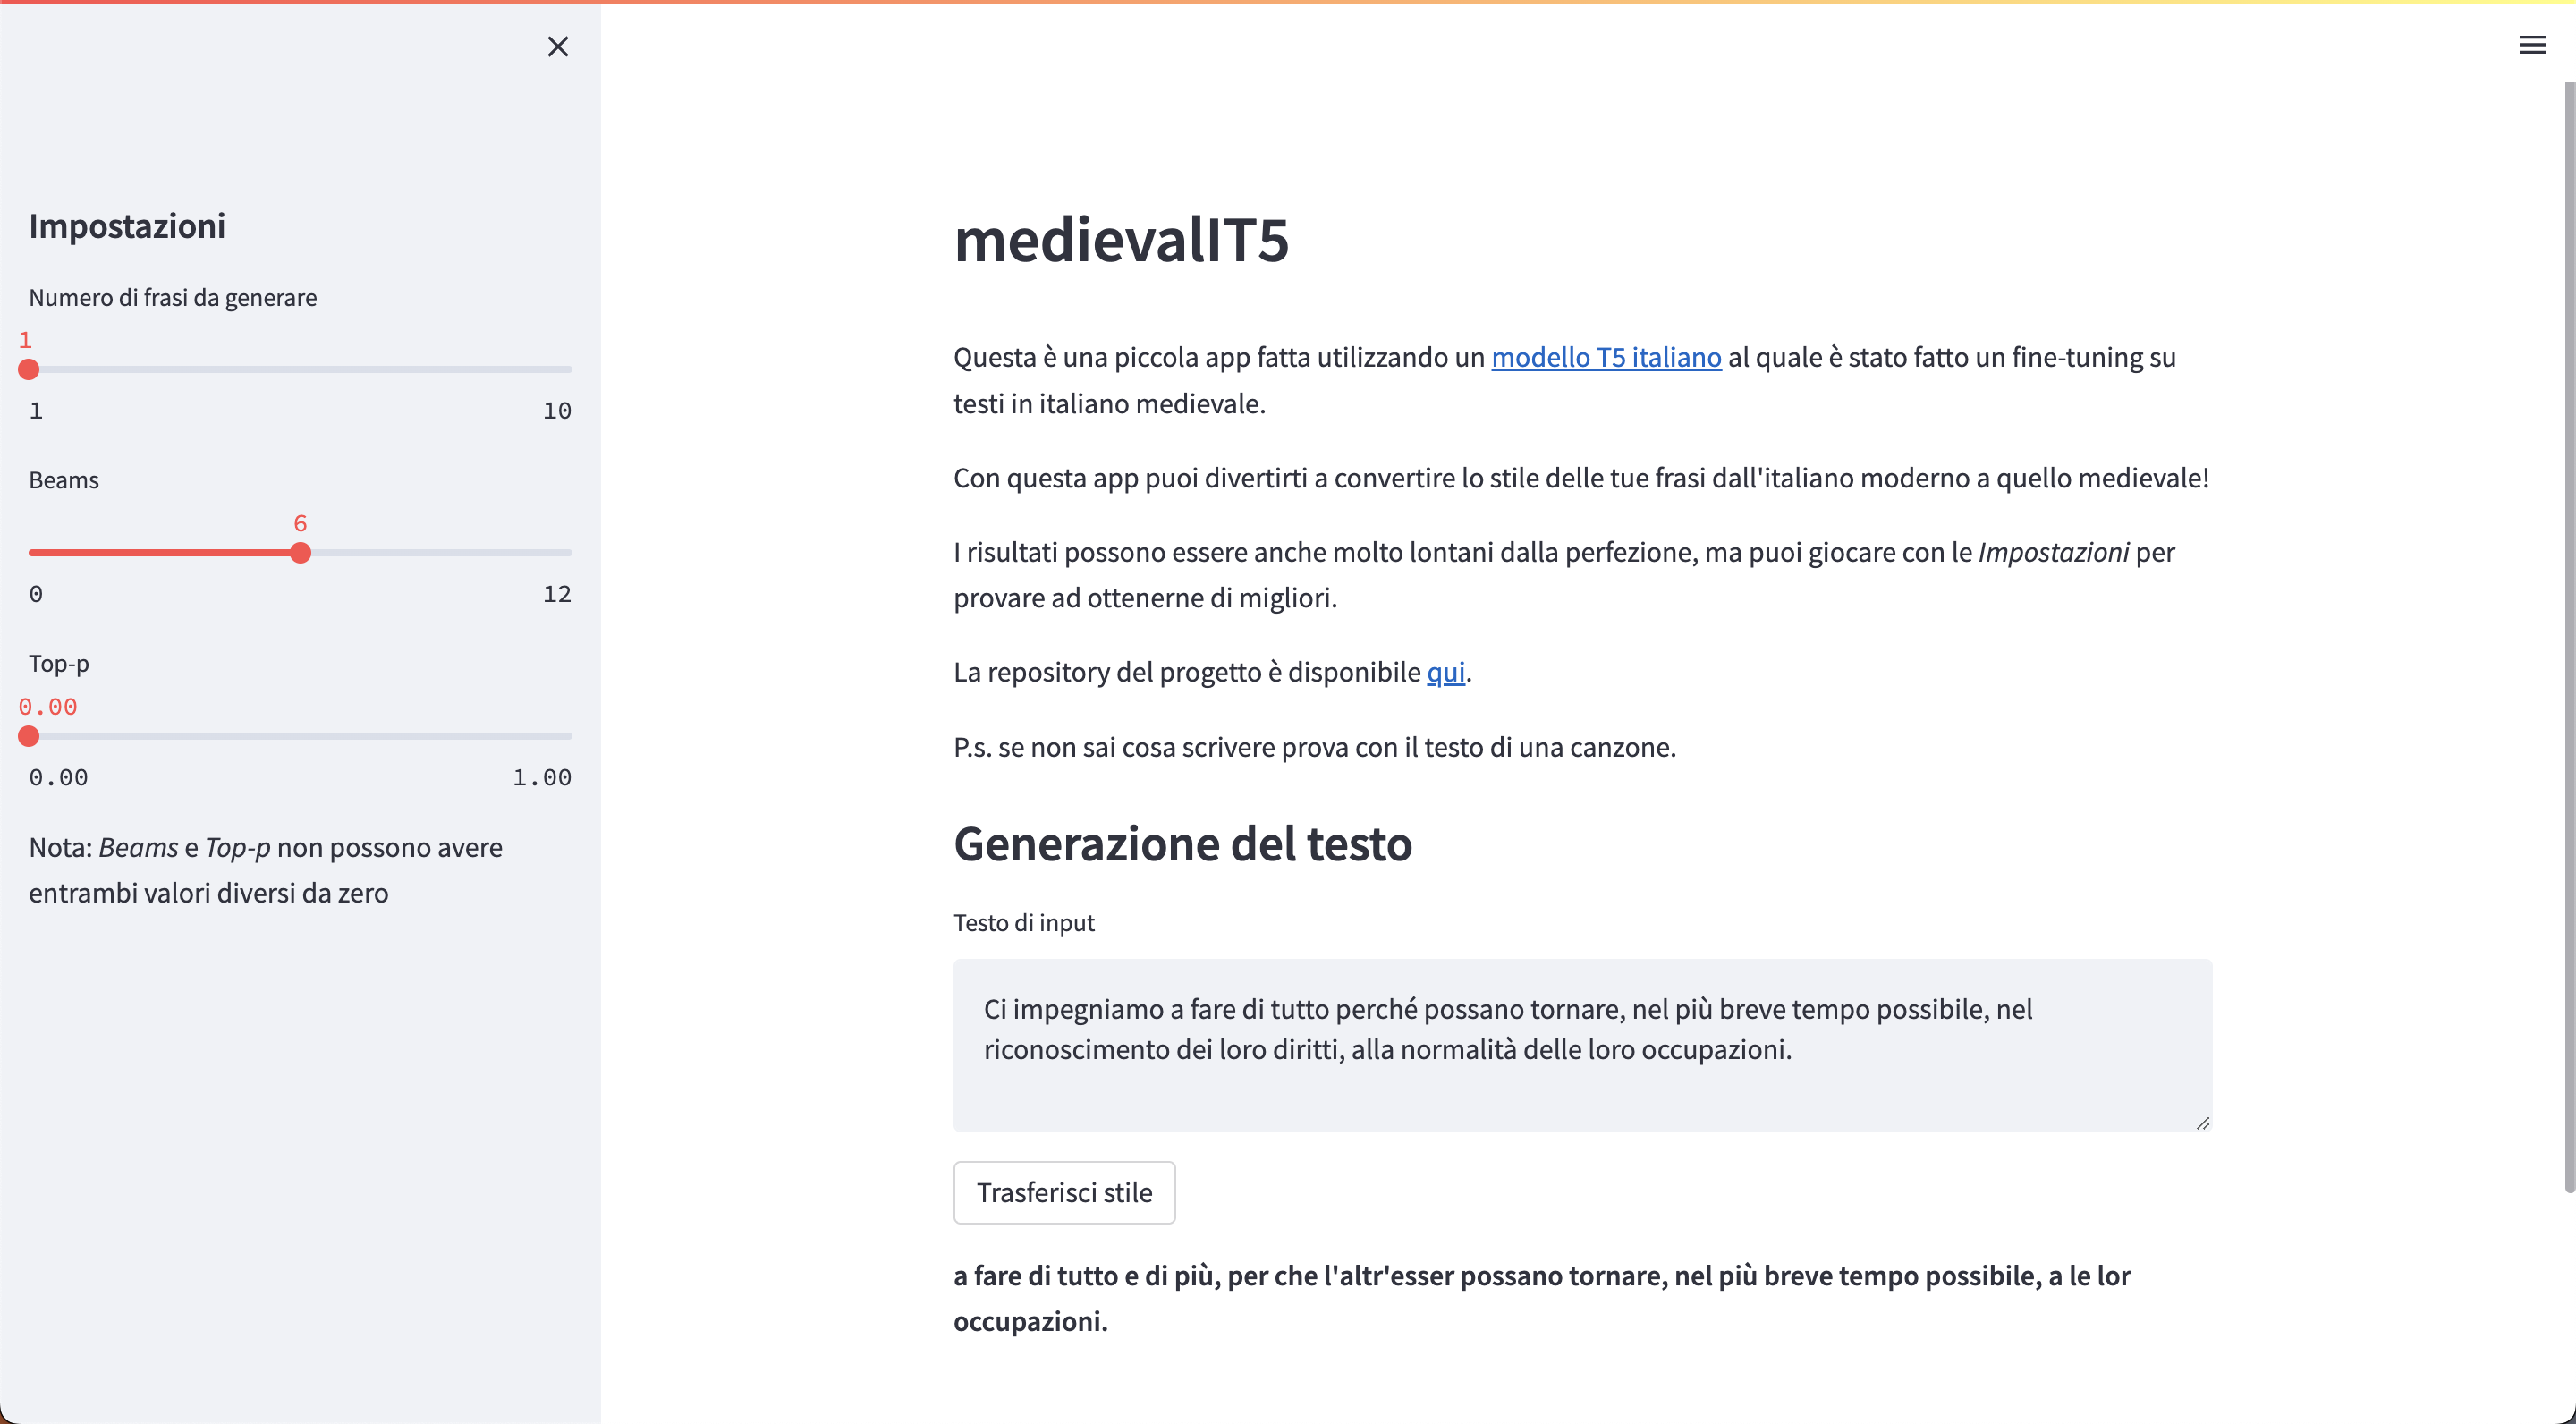 Impostazioni
Numero di frasi da generare
1
1 10
Beams
6
0 12
Top-p
0.00
0.00 1.00
Nota: Beams e Top-p non possono avere
entrambi valori diversi da zero
medievalIT5
Questa è una piccola app fatta utilizzando un modello T5 italiano al quale è stato fatto un fine-tuning su
testi in italiano medievale.
Con questa app puoi divertirti a convertire lo stile delle tue frasi dall'italiano moderno a quello medievale!
I risultati possono essere anche molto lontani dalla perfezione, ma puoi giocare con le Impostazioni per
provare ad ottenerne di migliori.
La repository del progetto è disponibile qui.
P.s. se non sai cosa scrivere prova con il testo di una canzone.
Generazione del testo
Testo di input
Ci impegniamo a fare di tutto perché possano tornare, nel più breve tempo possibile, nel
riconoscimento dei loro diritti, alla normalità delle loro occupazioni.
Trasferisci stile
a fare di tutto e di più, per che l'altr'esser possano tornare, nel più breve tempo possibile, a le lor
occupazioni.